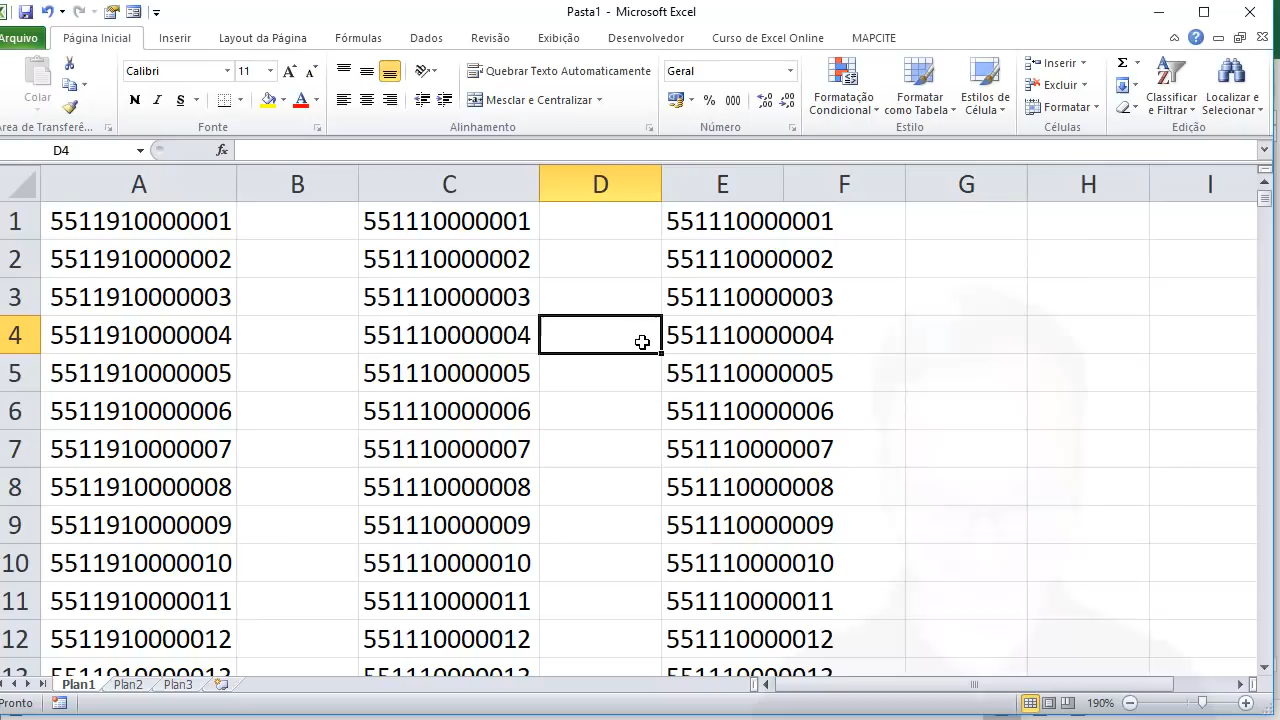 Pasta1 - Microsoft Excel
Arquivo Página Inicial Inserir Layout da Página Fórmulas Dados Revisão Exibição Desenvolvedor Curso de Excel Online MAPCITE
Calibri 11 Quebrar Texto Automaticamente Geral Inserir Σ
Colar Formatação Condicional Formatar como Tabela Estilos de Célula Excluir Classificar e Filtrar Localizar e Selecionar
N I S Mesclar e Centralizar % 000 Formatar
Área de Transferê... Fonte Alinhamento Número Estilo Células Edição
D4 fx
A B C D E F G H I
1 5511910000001 551110000001 551110000001
2 5511910000002 551110000002 551110000002
3 5511910000003 551110000003 551110000003
4 5511910000004 551110000004 551110000004
5 5511910000005 551110000005 551110000005
6 5511910000006 551110000006 551110000006
7 5511910000007 551110000007 551110000007
8 5511910000008 551110000008 551110000008
9 5511910000009 551110000009 551110000009
10 5511910000010 551110000010 551110000010
11 5511910000011 551110000011 551110000011
12 5511910000012 551110000012 551110000012
Plan1 Plan2 Plan3
Pronto 190%